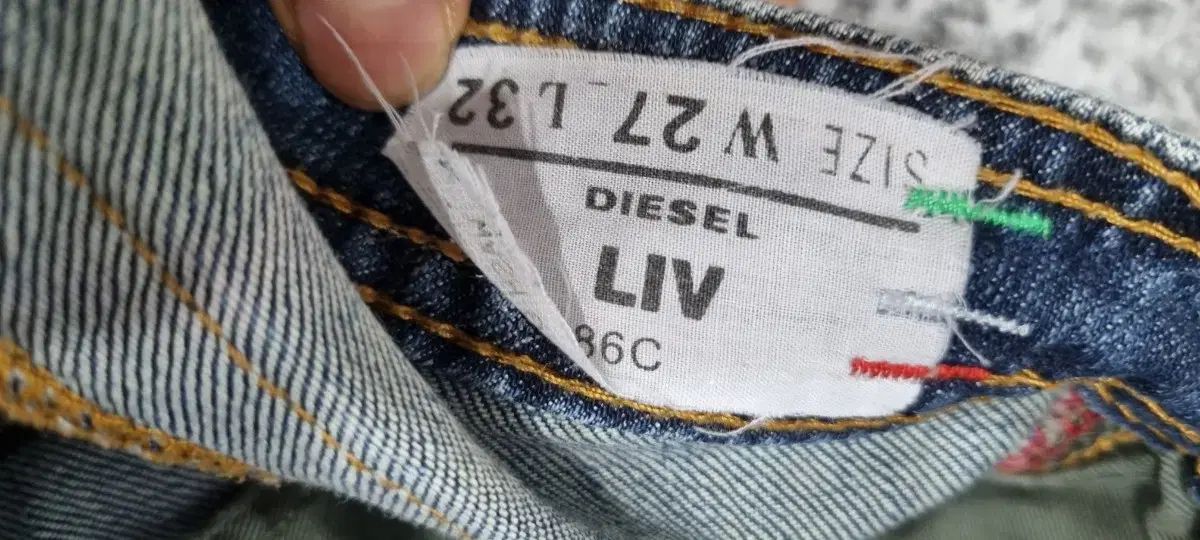 SIZE W 27 L 32
DIESEL
LIV
86C